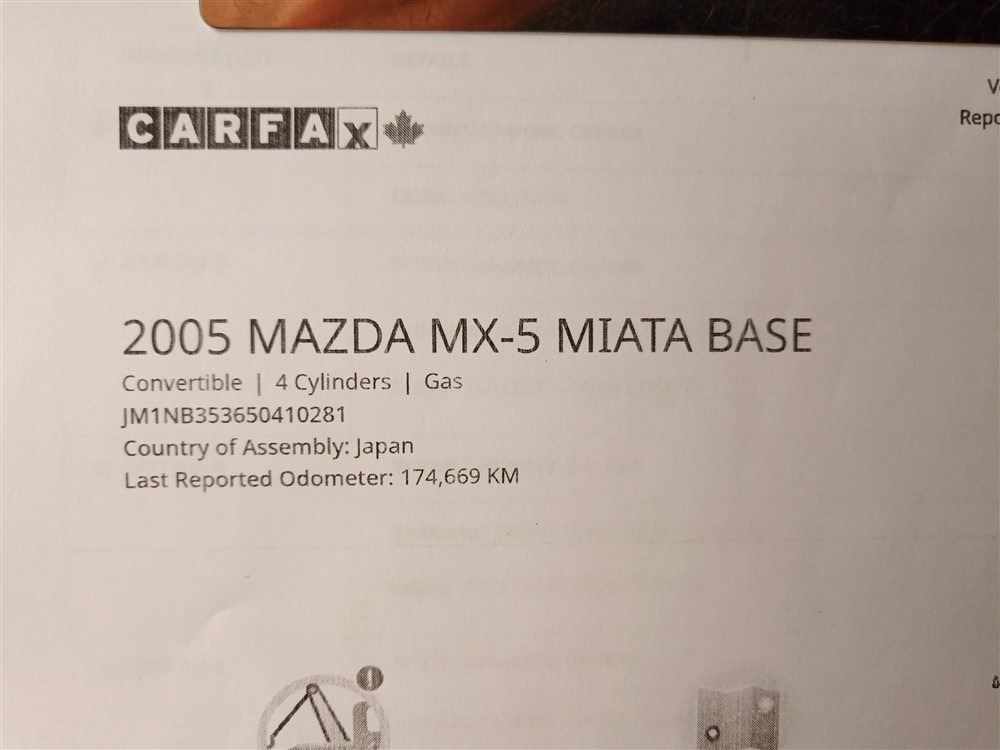 CARFAX
Repo
2005 MAZDA MX-5 MIATA BASE
Convertible | 4 Cylinders | Gas
JM1NB353650410281
Country of Assembly: Japan
Last Reported Odometer: 174,669 KM